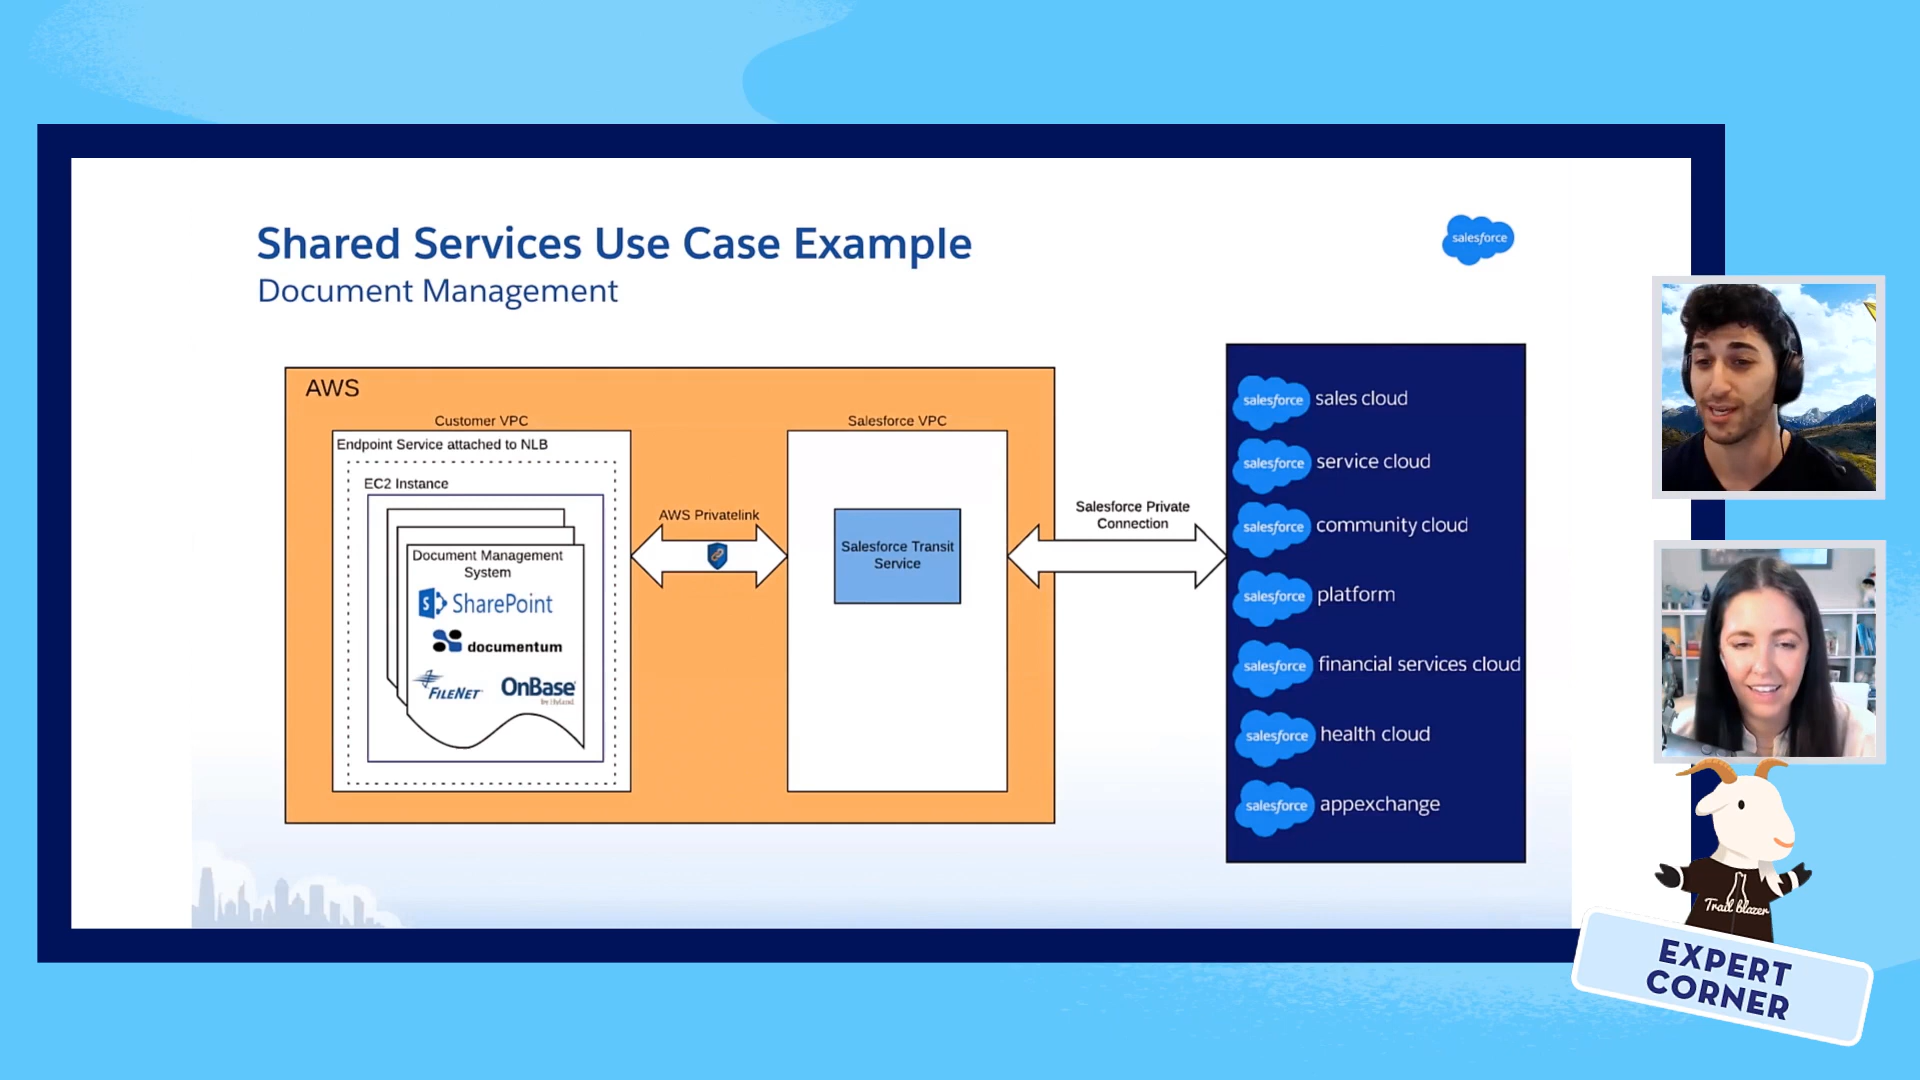 Shared Services Use Case Example
Document Management
salesforce
AWS
Customer VPC
Endpoint Service attached to NLB
EC2 Instance
Document Management
System
S SharePoint
documentum
FILENET
OnBase
by Hyland
AWS Privatelink
Salesforce VPC
Salesforce Transit
Service
Salesforce Private
Connection
salesforce sales cloud
salesforce service cloud
salesforce community cloud
salesforce platform
salesforce financial services cloud
salesforce health cloud
salesforce appexchange
Trail blazer
EXPERT
CORNER